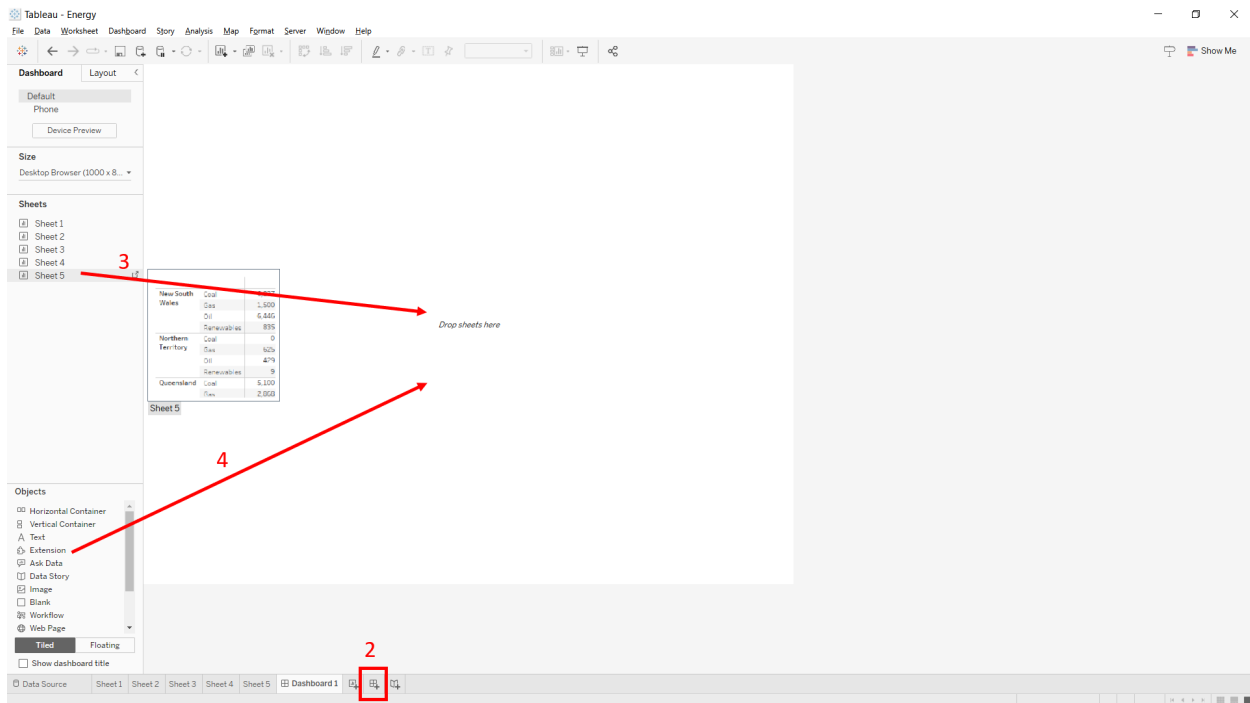 Tableau - Energy
File Data Worksheet Dashboard Story Analysis Map Format Server Window Help
Show Me
Dashboard Layout
Default
Phone
Device Preview
Size
Desktop Browser (1000 x 8...
Sheets
Sheet 1
Sheet 2
Sheet 3
Sheet 4
Sheet 5
3
New South Coal
Wales Gas 1,600
Oil 6,446
Renewables 835
Northern Coal 0
Territory Gas 625
Oil 429
Renewables 9
Queensland Coal 5,100
Gas 2,868
Sheet 5
Drop sheets here
4
Objects
Horizontal Container
Vertical Container
Text
Extension
Ask Data
Data Story
Image
Blank
Workflow
Web Page
Tiled Floating
Show dashboard title
2
Data Source Sheet 1 Sheet 2 Sheet 3 Sheet 4 Sheet 5 Dashboard 1